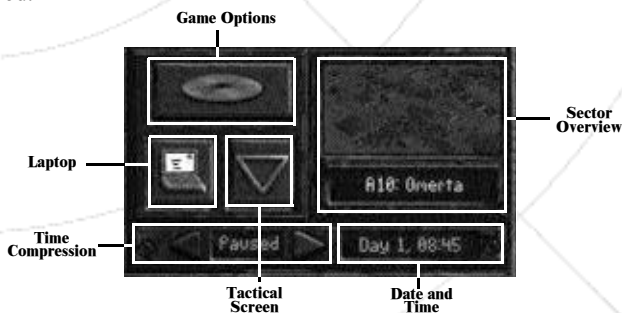 Game Options
Sector
Overview
Laptop
A10: Omerta
Time
Compression
Paused
Day 1, 08:45
Tactical
Screen
Date and
Time